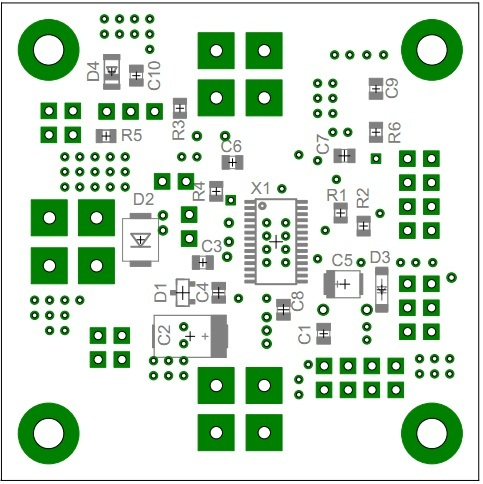 D4
C10
C9
R3
R5
R6
C7
C6
R4
X1
R1
R2
D2
C3
C5
D3
D1
C4
C8
C2
+
+
C1